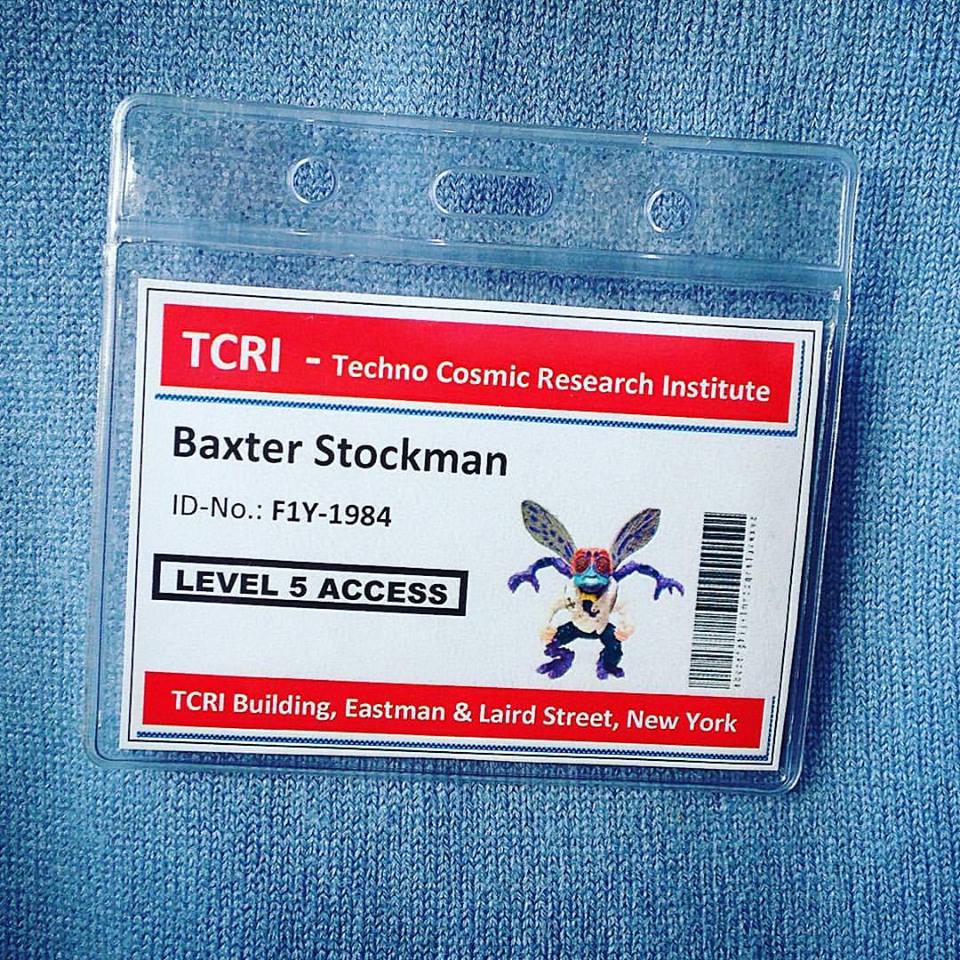 TCRI - Techno Cosmic Research Institute
Baxter Stockman
ID-No.: F1Y-1984
LEVEL 5 ACCESS
TCRI Building, Eastman & Laird Street, New York